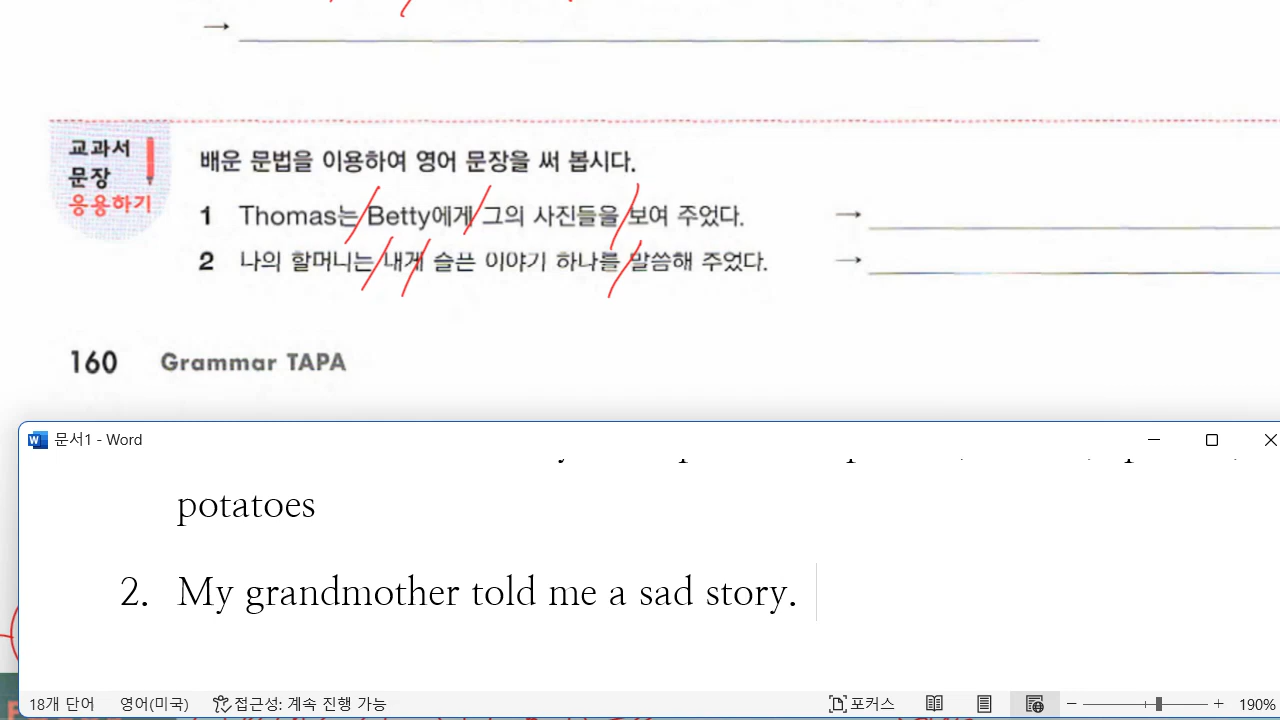 →
교과서
문장
응용하기
배운 문법을 이용하여 영어 문장을 써 봅시다.
1 Thomas는 Betty에게 그의 사진들을 보여 주었다. →
2 나의 할머니는 내게 슬픈 이야기 하나를 말씀해 주었다. →
160 Grammar TAPA
문서1 - Word
potatoes
2. My grandmother told me a sad story.
18개 단어 영어(미국) 접근성: 계속 진행 가능 포커스 190%